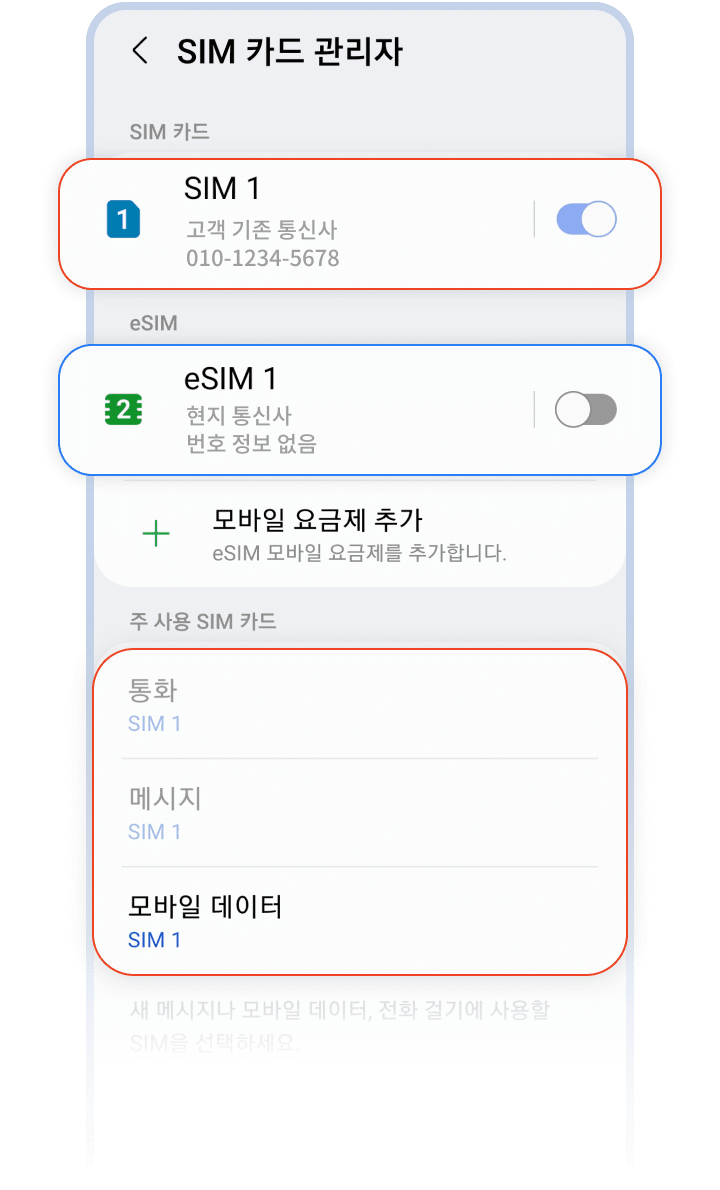 SIM 카드 관리자
SIM 카드
1
SIM 1
고객 기존 통신사
010-1234-5678
eSIM
2
eSIM 1
현지 통신사
번호 정보 없음
모바일 요금제 추가
eSIM 모바일 요금제를 추가합니다.
주 사용 SIM 카드
통화
SIM 1
메시지
SIM 1
모바일 데이터
SIM 1
새 메시지나 모바일 데이터, 전화 걸기에 사용할
SIM을 선택하세요.